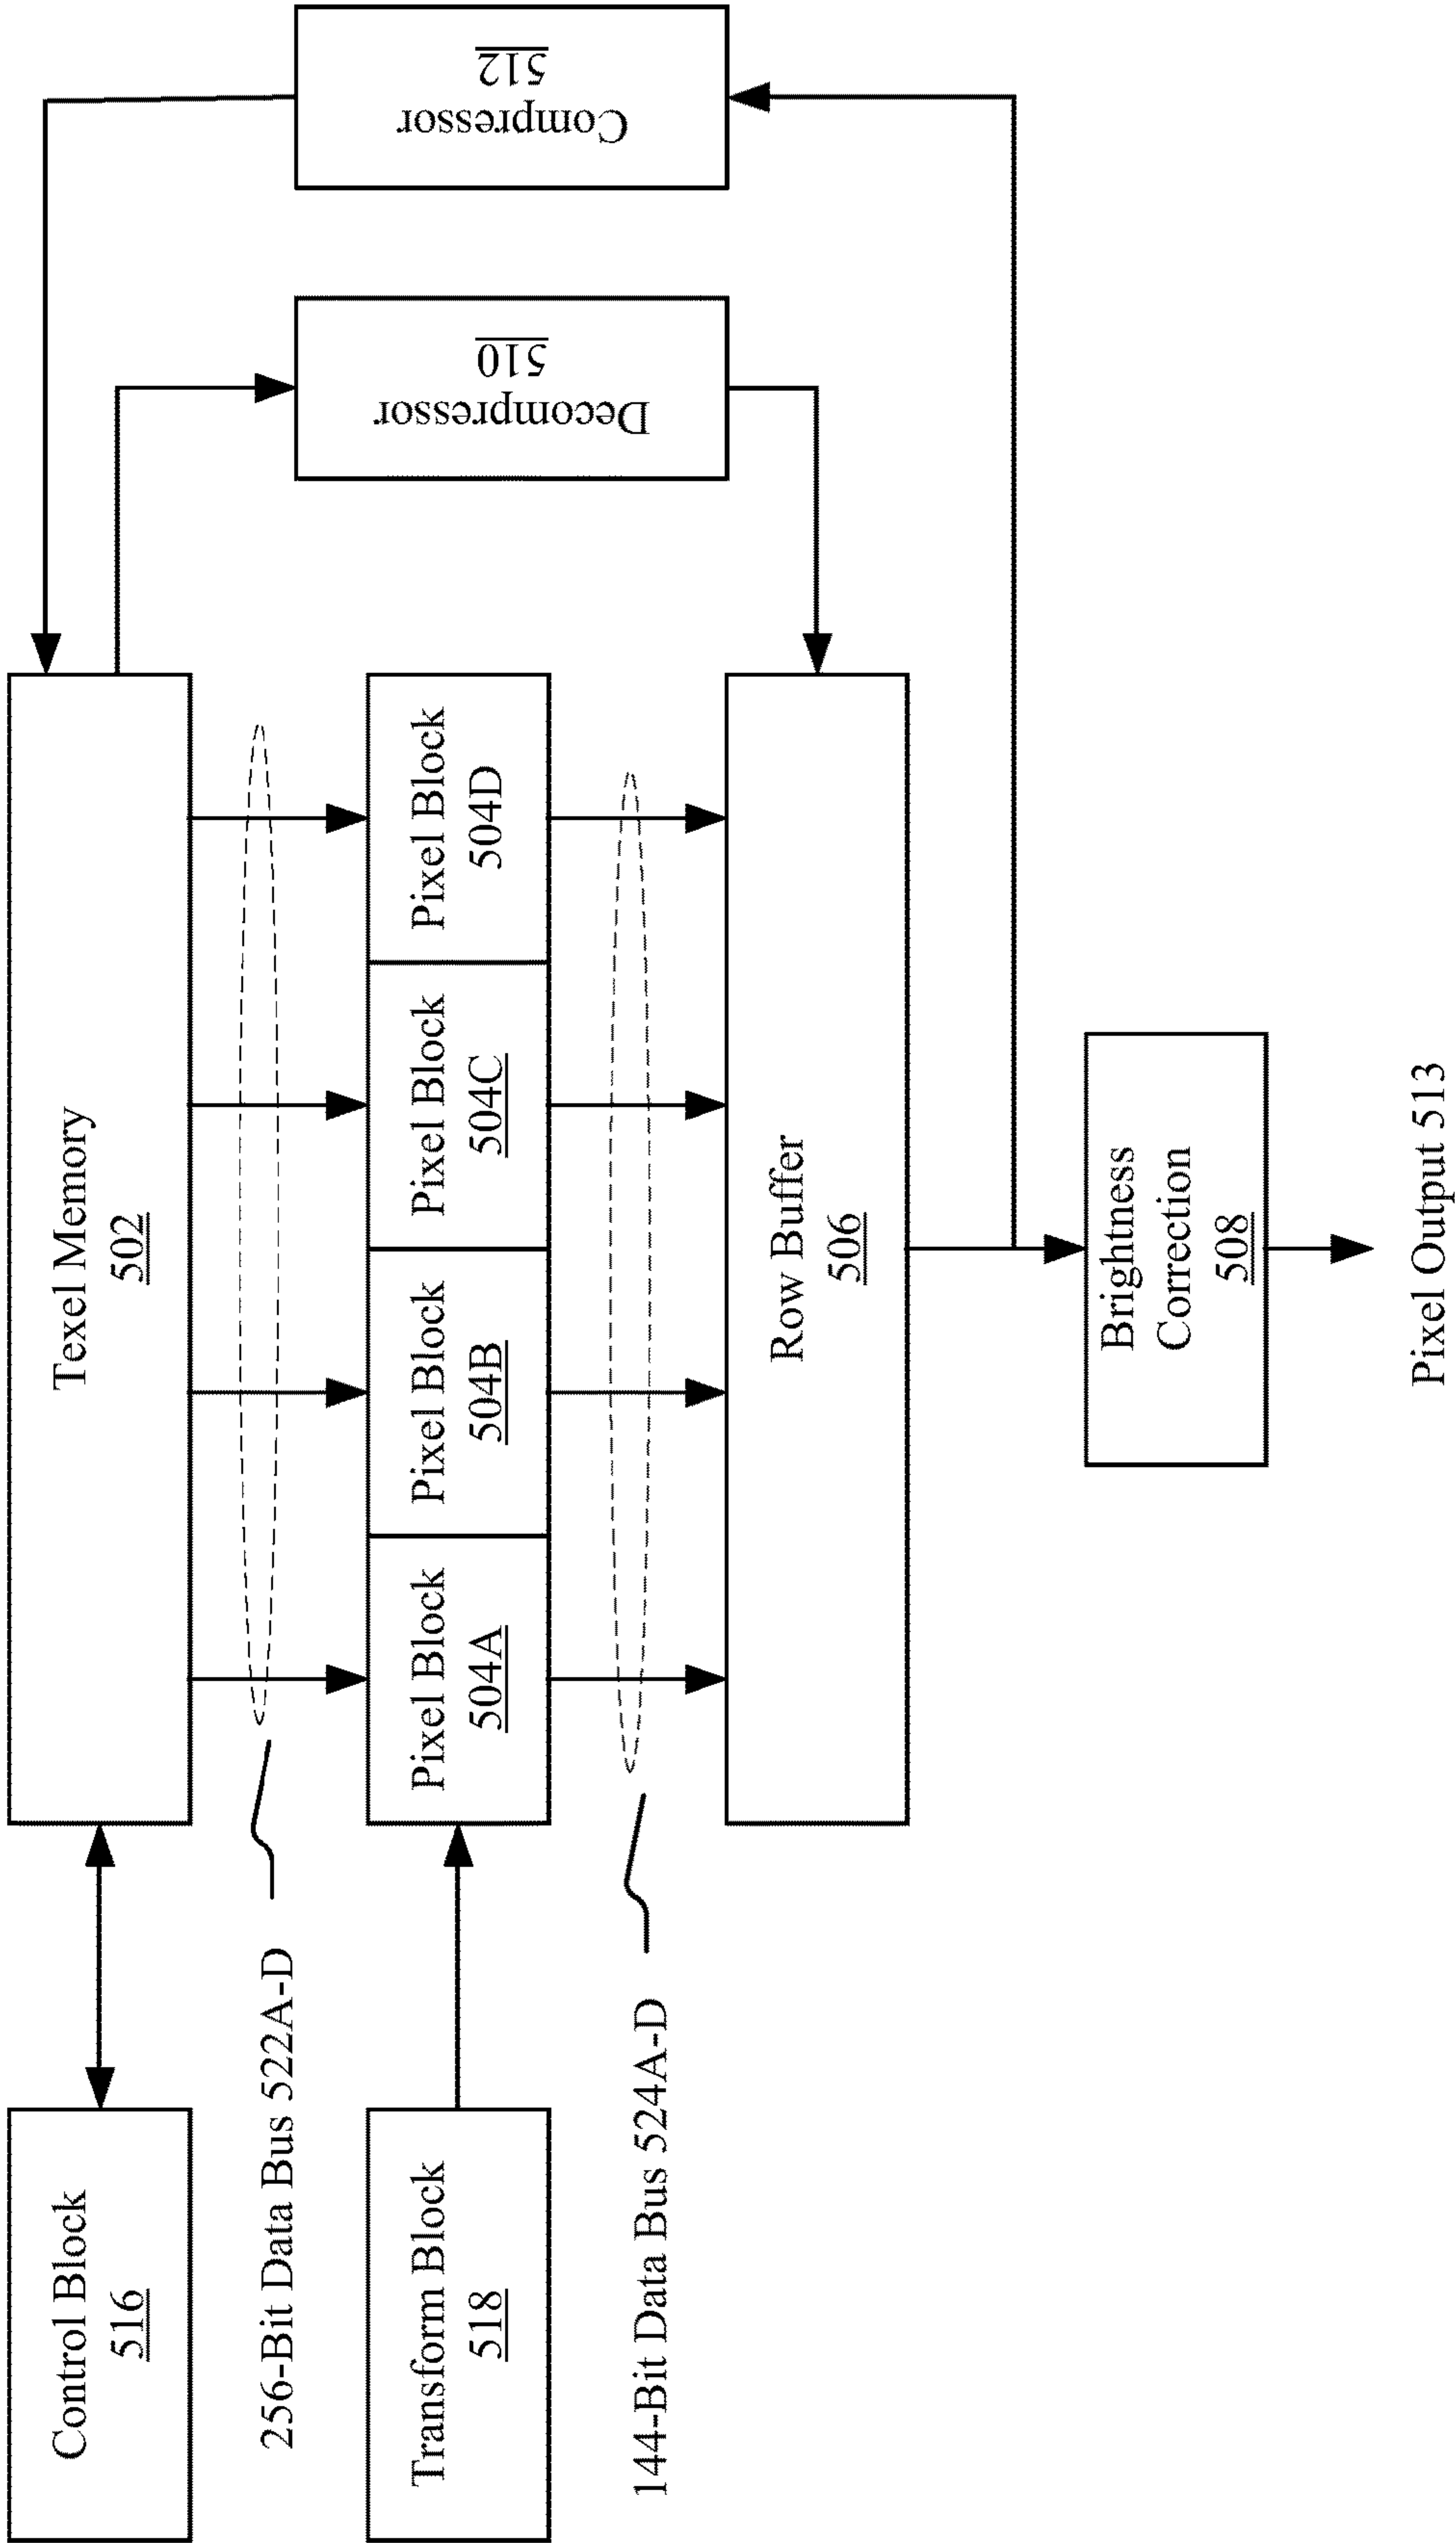 Control Block
516
Texel Memory
502
256-Bit Data Bus 522A-D
Transform Block
518
Pixel Block
504A
Pixel Block
504B
Pixel Block
504C
Pixel Block
504D
144-Bit Data Bus 524A-D
Row Buffer
506
Decompressor
510
Compressor
512
Brightness
Correction
508
Pixel Output 513